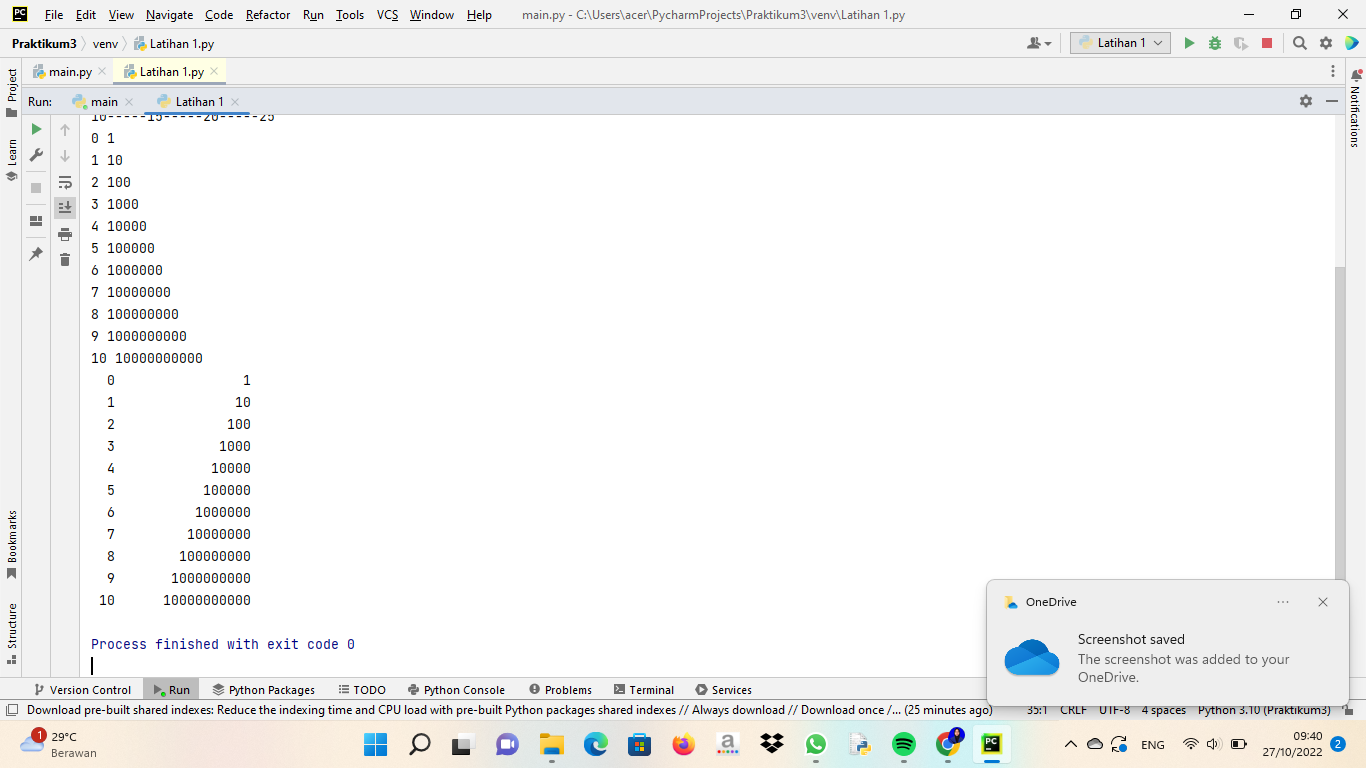 PC File Edit View Navigate Code Refactor Run Tools VCS Window Help main.py - C:\Users\acer\PycharmProjects\Praktikum3\venv\Latihan 1.py
Praktikum3 venv Latihan 1.py Latihan 1
Project main.py Latihan 1.py
Run: main Latihan 1
Notifications
Learn
Bookmarks
Structure
10-----15-----20-----25
0 1
1 10
2 100
3 1000
4 10000
5 100000
6 1000000
7 10000000
8 100000000
9 1000000000
10 10000000000
  0                1
  1               10
  2              100
  3             1000
  4            10000
  5           100000
  6          1000000
  7         10000000
  8        100000000
  9       1000000000
 10      10000000000
Process finished with exit code 0
OneDrive
Screenshot saved
The screenshot was added to your
OneDrive.
Version Control Run Python Packages TODO Python Console Problems Terminal Services
Download pre-built shared indexes: Reduce the indexing time and CPU load with pre-built Python packages shared indexes // Always download // Download once /... (25 minutes ago) 35:1 CRLF UTF-8 4 spaces Python 3.10 (Praktikum3)
1 29°C
Berawan
a
PC
ENG
09:40
27/10/2022
2